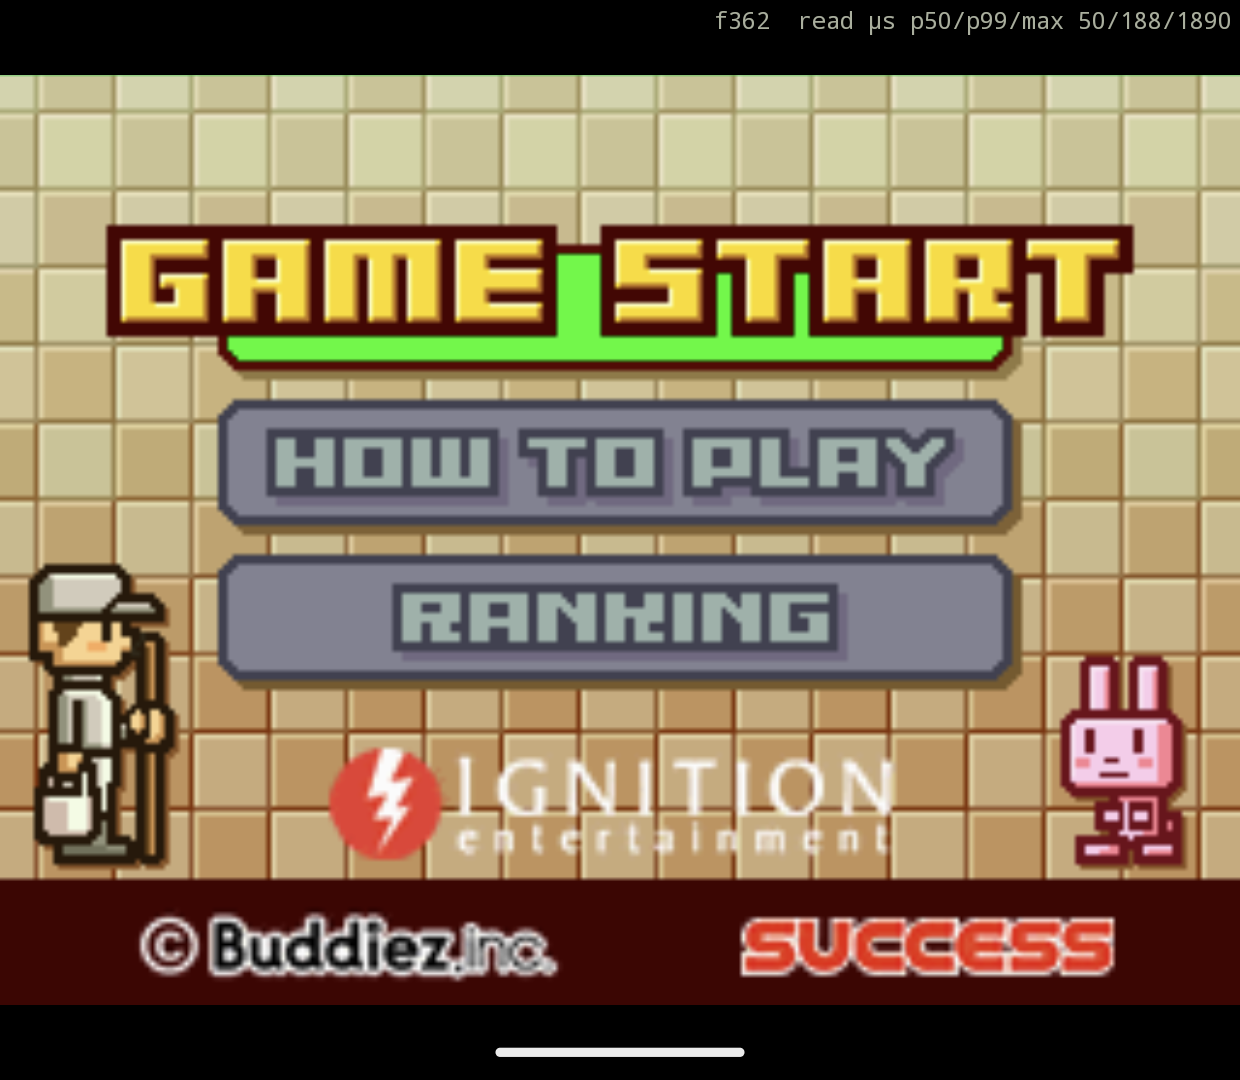 f362 read µs p50/p99/max 50/188/1890
GAME START
HOW TO PLAY
RANKING
IGNITION
entertainment
© Buddiez,inc. SUCCESS